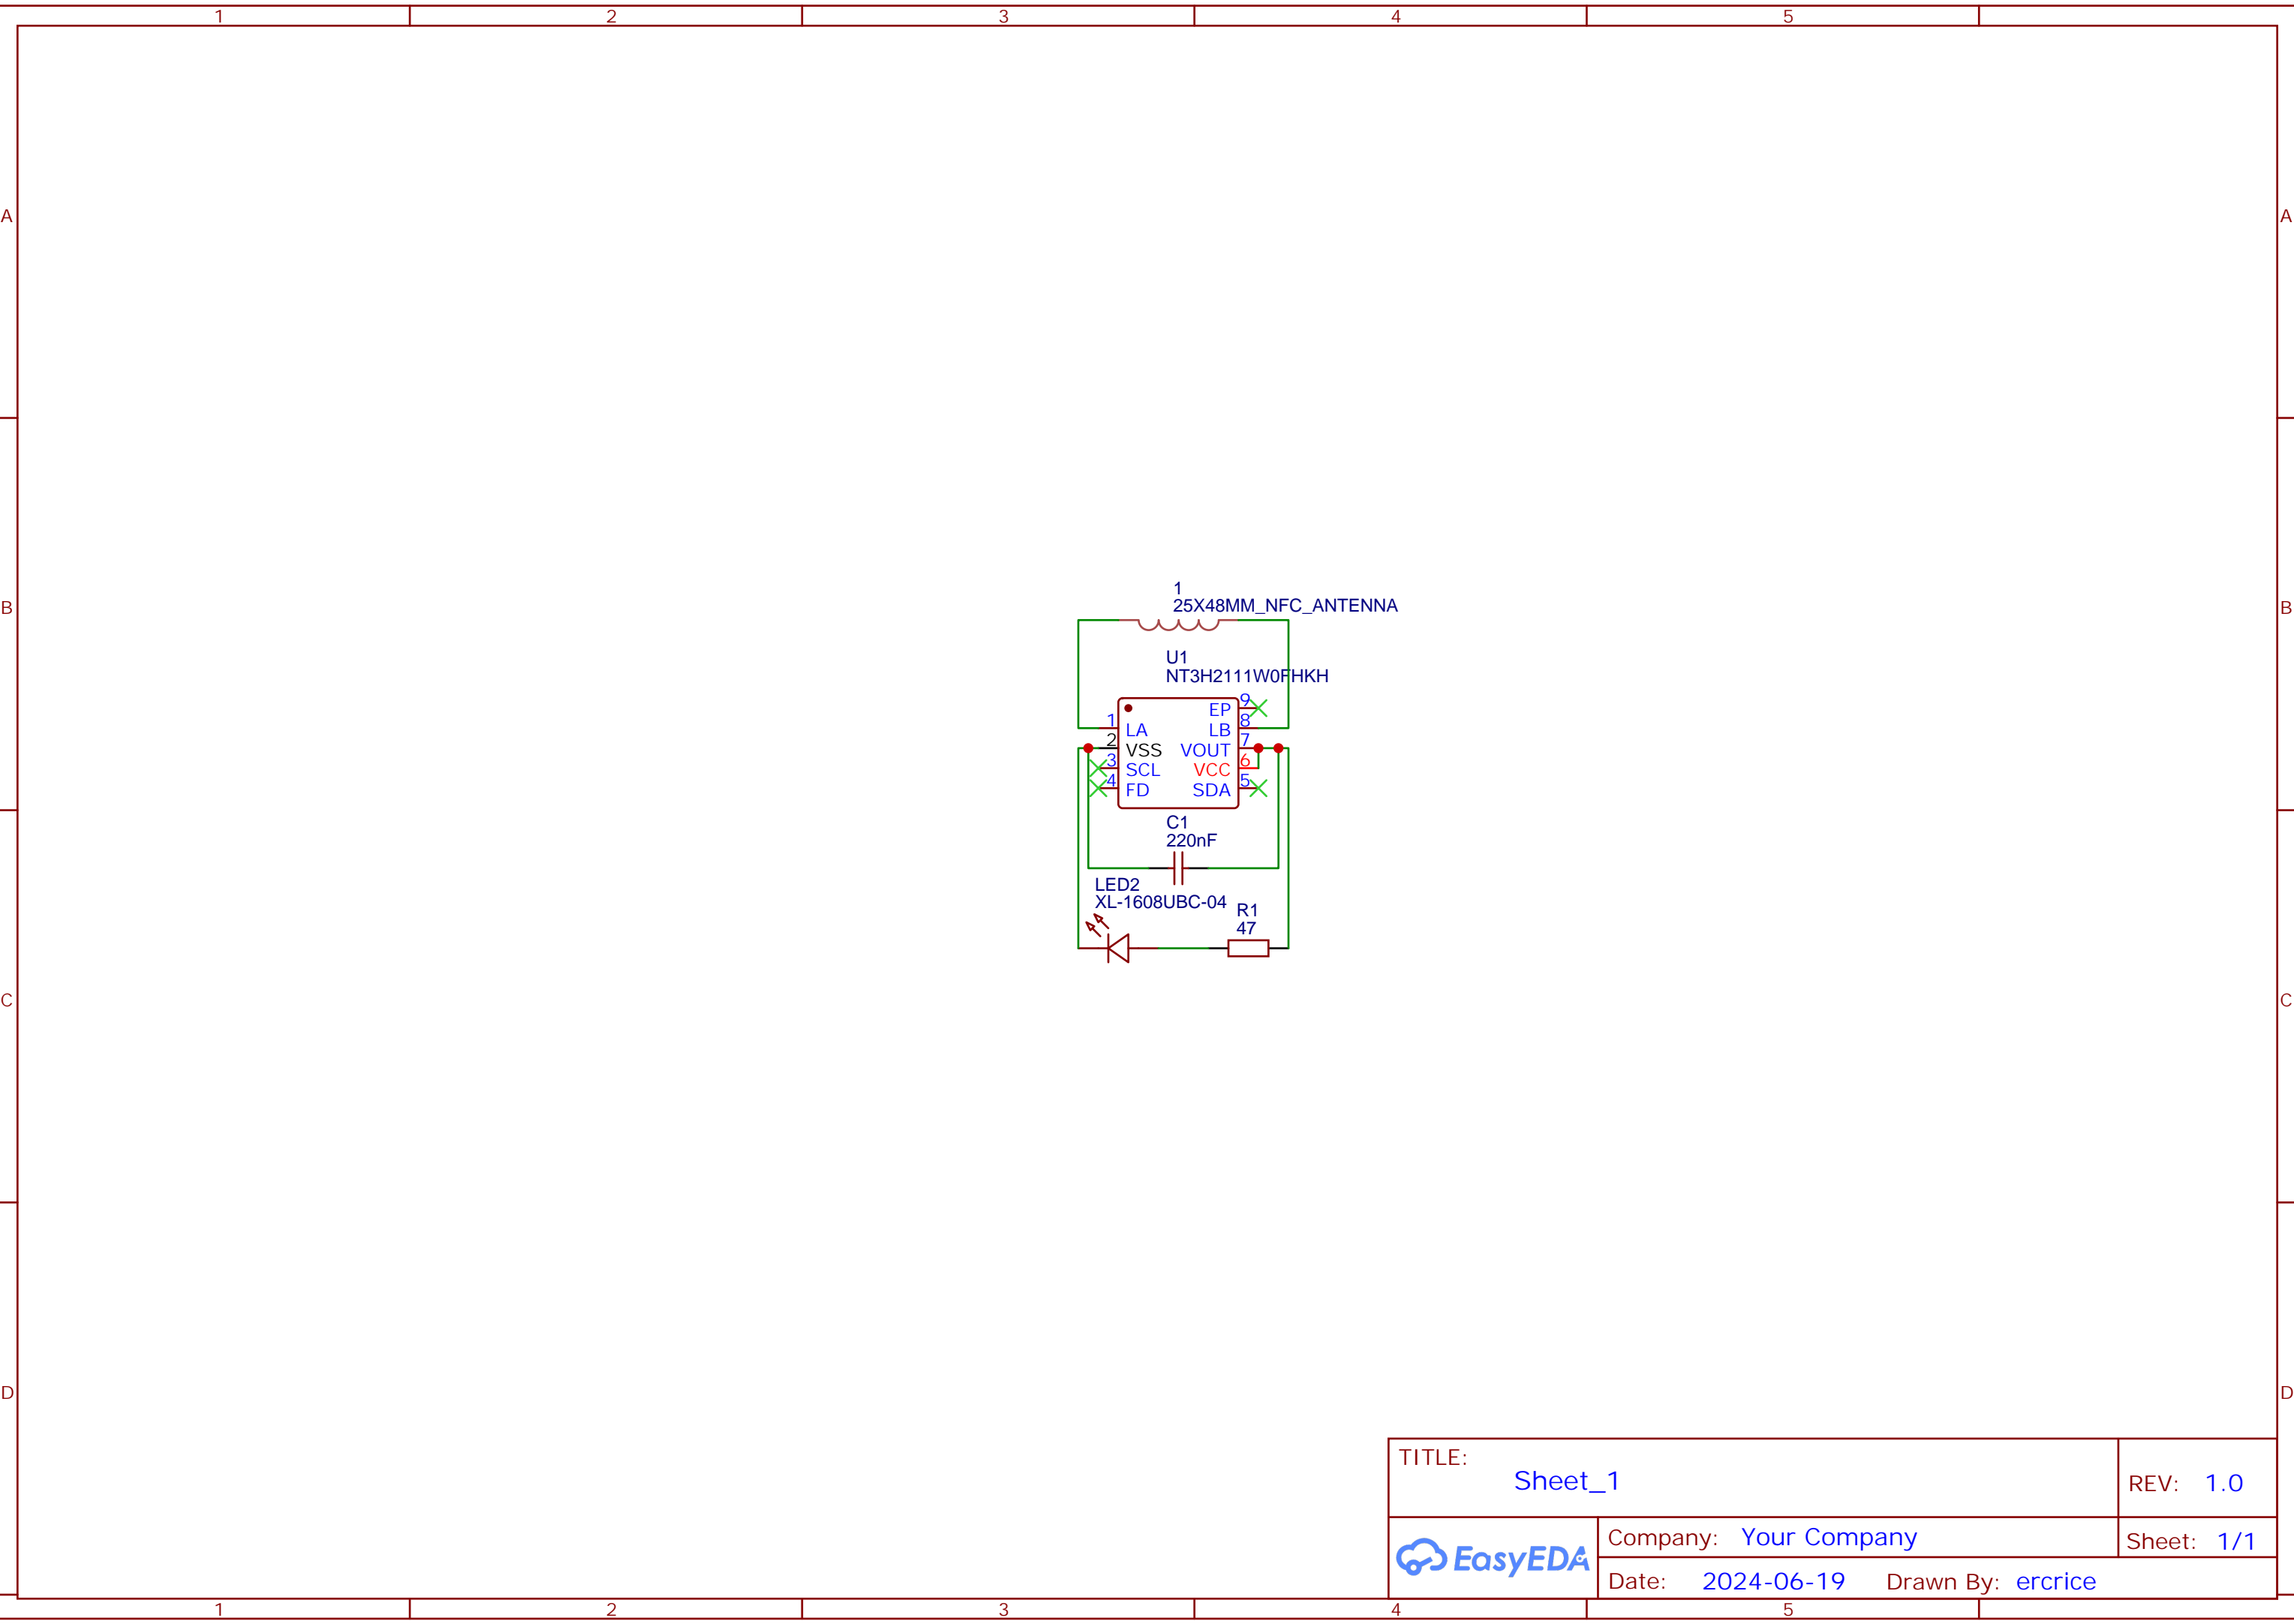 1 2 3 4 5
A A
B B
C C
D D
1
25X48MM_NFC_ANTENNA
U1
NT3H2111W0FHKH
9 EP
1 LA LB 8
2 VSS VOUT 7
3 SCL VCC 6
4 FD SDA 5
C1
220nF
LED2
XL-1608UBC-04
R1
47
TITLE:
Sheet_1
REV: 1.0
EasyEDA
Company: Your Company
Sheet: 1/1
Date: 2024-06-19 Drawn By: ercrice
1 2 3 4 5